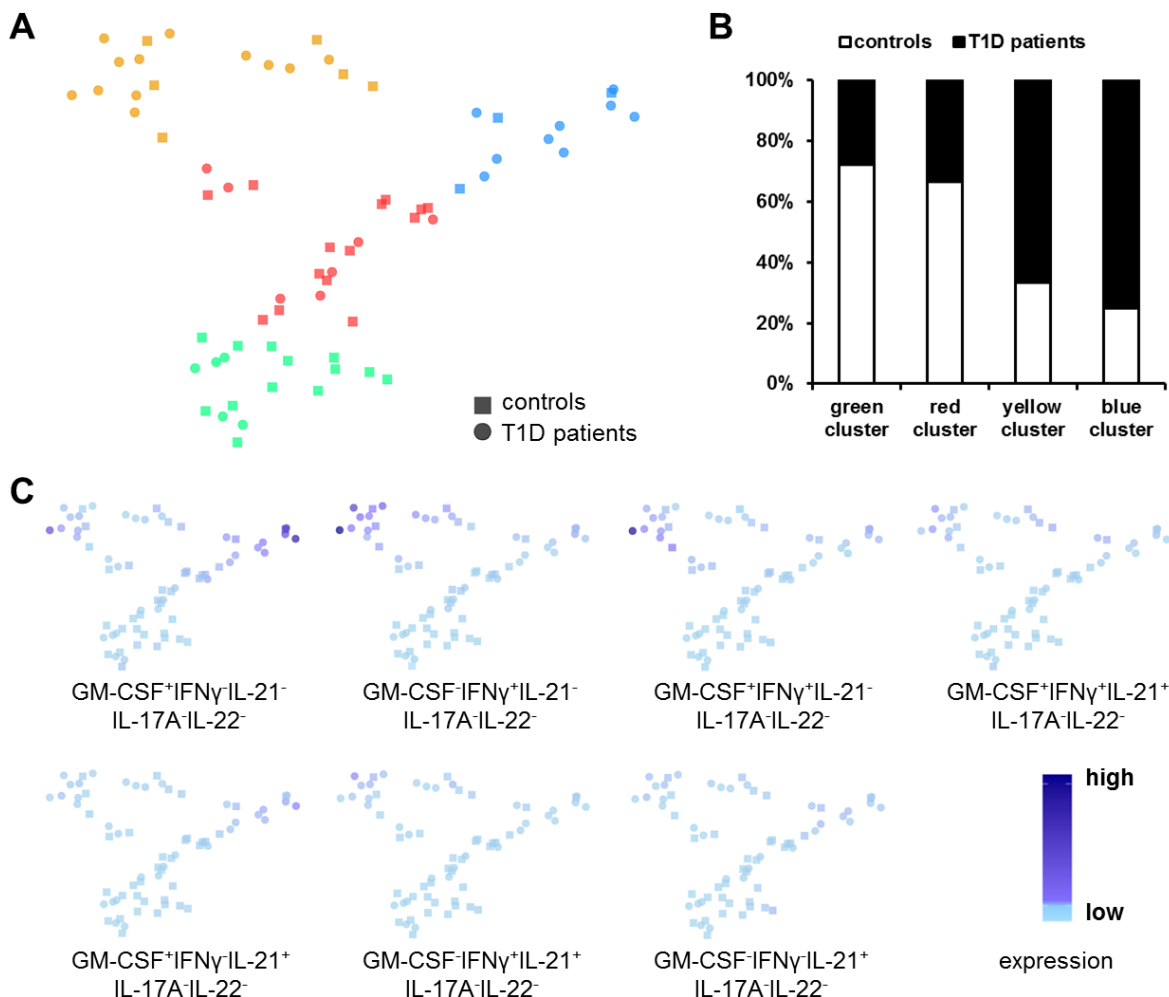 A
B
controls T1D patients
100%
80%
60%
40%
20%
0%
green cluster
red cluster
yellow cluster
blue cluster
controls
T1D patients
C
GM-CSF⁺IFNγ⁻IL-21⁻
IL-17A⁻IL-22⁻
GM-CSF⁻IFNγ⁺IL-21⁻
IL-17A⁻IL-22⁻
GM-CSF⁺IFNγ⁺IL-21⁻
IL-17A⁻IL-22⁻
GM-CSF⁺IFNγ⁺IL-21⁺
IL-17A⁻IL-22⁻
GM-CSF⁺IFNγ⁻IL-21⁺
IL-17A⁻IL-22⁻
GM-CSF⁻IFNγ⁺IL-21⁺
IL-17A⁻IL-22⁻
GM-CSF⁻IFNγ⁻IL-21⁺
IL-17A⁻IL-22⁻
high
low
expression